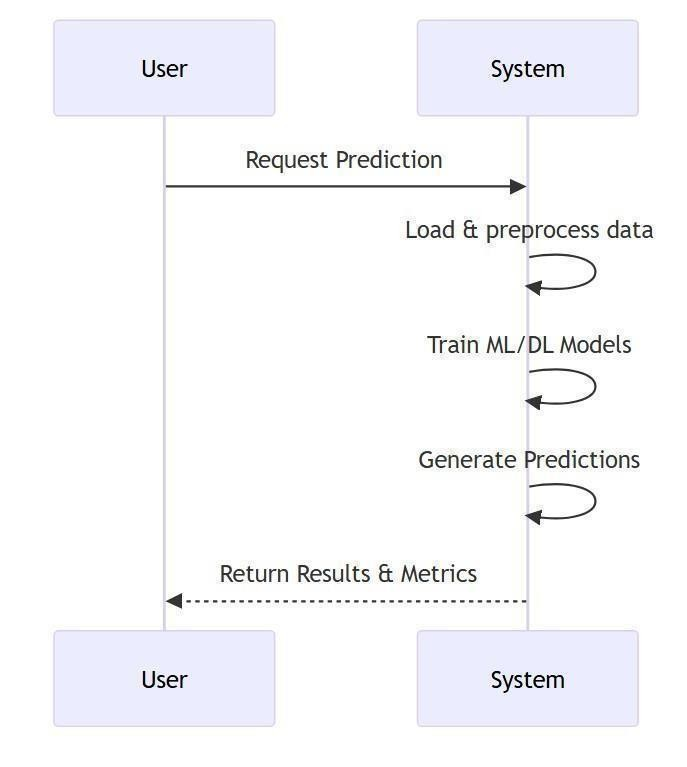 User
System
Request Prediction
Load & preprocess data
Train ML/DL Models
Generate Predictions
Return Results & Metrics
User
System